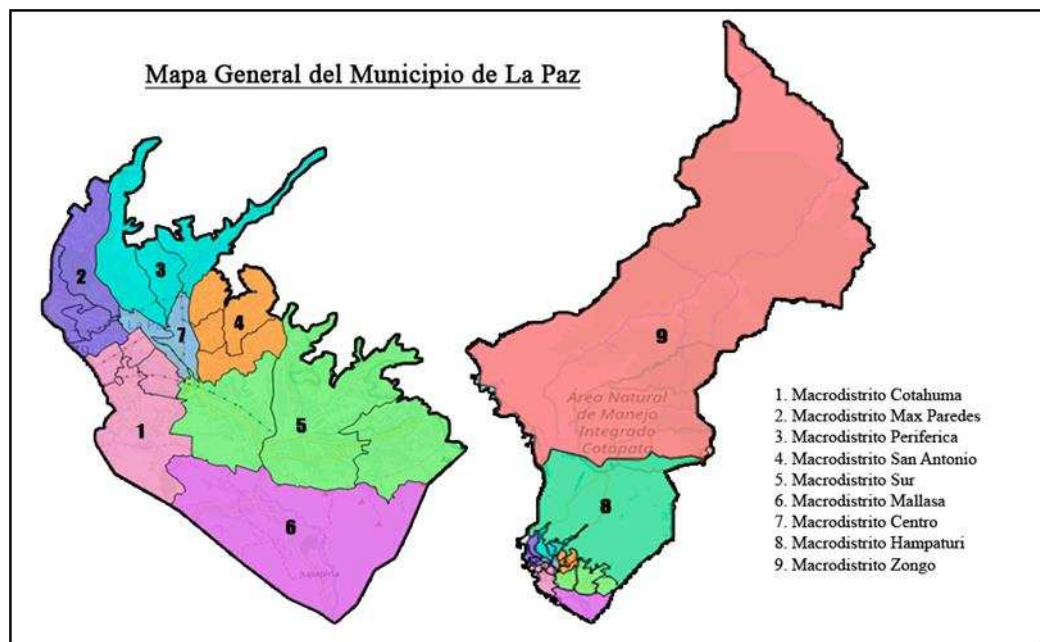 Mapa General del Municipio de La Paz
2
3
7
4
1
5
6
9
Área Natural
de Manejo
Integrado
Cotapata
8
1. Macrodistrito Cotahuma
2. Macrodistrito Max Paredes
3. Macrodistrito Periferica
4. Macrodistrito San Antonio
5. Macrodistrito Sur
6. Macrodistrito Mallasa
7. Macrodistrito Centro
8. Macrodistrito Hampaturi
9. Macrodistrito Zongo